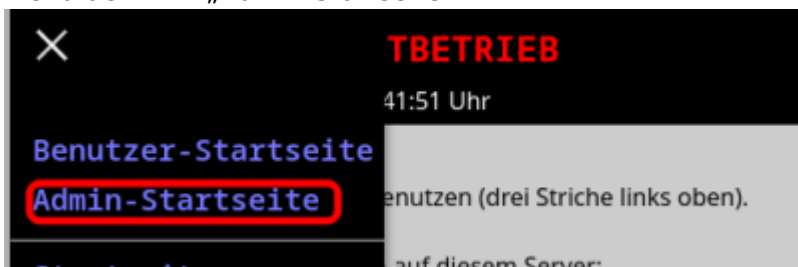 TBETRIEB
41:51 Uhr
Benutzer-Startseite
Admin-Startseite
enutzen (drei Striche links oben).
auf diesem Server: